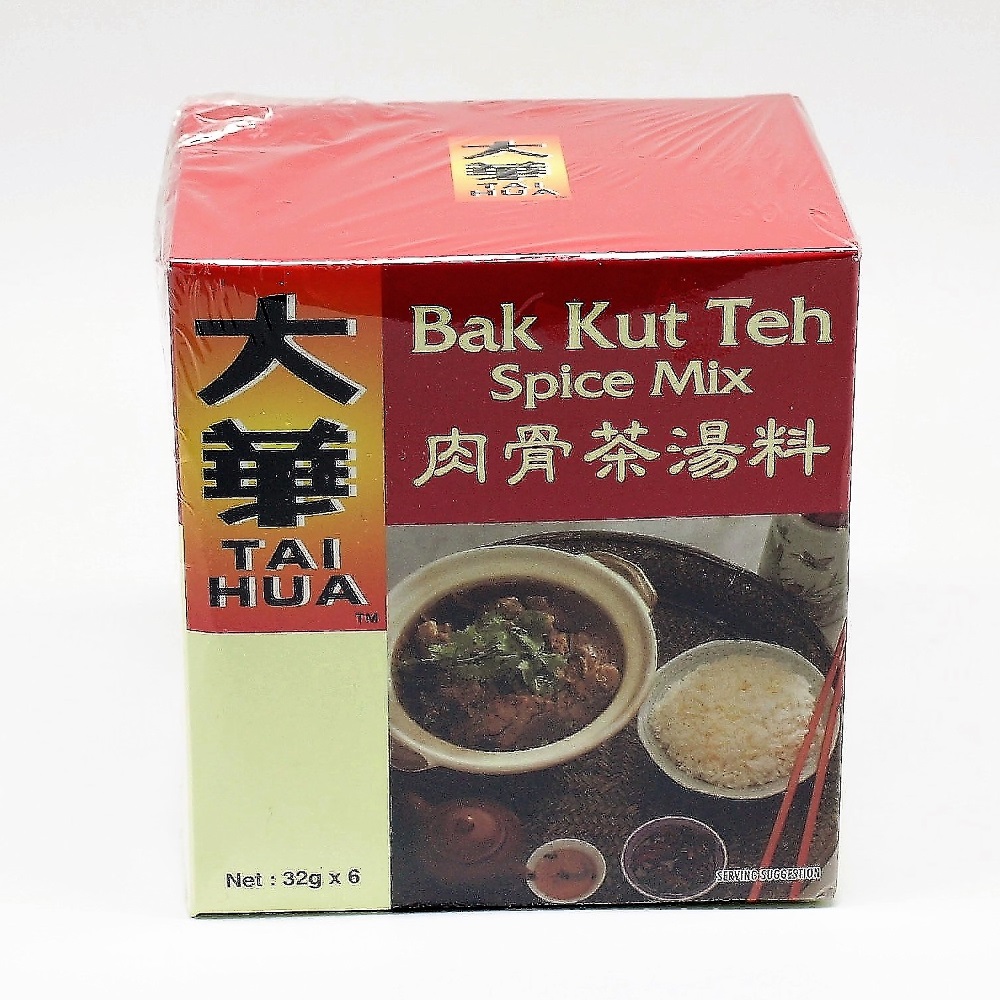 大
華
TAI
HUA
大
華
TAI
HUA
TM
Bak Kut Teh
Spice Mix
肉骨茶湯料
Net : 32g x 6
SERVING SUGGESTION